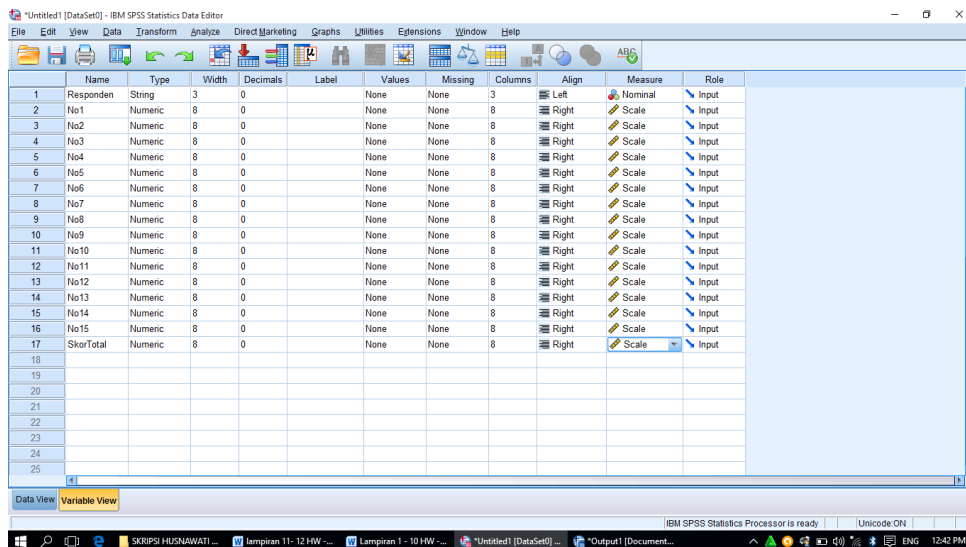 *Untitled1 [DataSet0] - IBM SPSS Statistics Data Editor
File Edit View Data Transform Analyze Direct Marketing Graphs Utilities Extensions Window Help
Name Type Width Decimals Label Values Missing Columns Align Measure Role
1 Responden String 3 0 None None 3 Left Nominal Input
2 No1 Numeric 8 0 None None 8 Right Scale Input
3 No2 Numeric 8 0 None None 8 Right Scale Input
4 No3 Numeric 8 0 None None 8 Right Scale Input
5 No4 Numeric 8 0 None None 8 Right Scale Input
6 No5 Numeric 8 0 None None 8 Right Scale Input
7 No6 Numeric 8 0 None None 8 Right Scale Input
8 No7 Numeric 8 0 None None 8 Right Scale Input
9 No8 Numeric 8 0 None None 8 Right Scale Input
10 No9 Numeric 8 0 None None 8 Right Scale Input
11 No10 Numeric 8 0 None None 8 Right Scale Input
12 No11 Numeric 8 0 None None 8 Right Scale Input
13 No12 Numeric 8 0 None None 8 Right Scale Input
14 No13 Numeric 8 0 None None 8 Right Scale Input
15 No14 Numeric 8 0 None None 8 Right Scale Input
16 No15 Numeric 8 0 None None 8 Right Scale Input
17 SkorTotal Numeric 8 0 None None 8 Right Scale Input
18
19
20
21
22
23
24
25
Data View Variable View
IBM SPSS Statistics Processor is ready Unicode:ON
SKRIPSI HUSNAWATI ... lampiran 11- 12 HW -... Lampiran 1 - 10 HW -... *Untitled1 [DataSet0] ... *Output1 [Document... ENG 12:42 PM